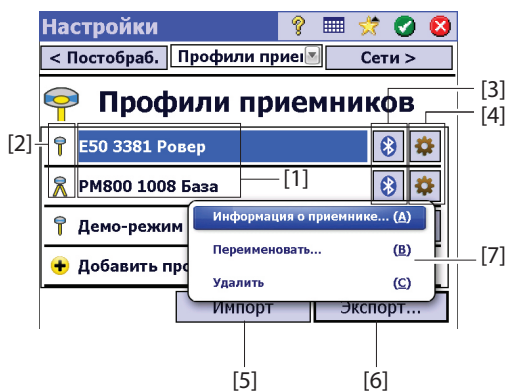 Настройки
< Постобраб. Профили прие Сети >
Профили приемников
[3]
[4]
[2] E50 3381 Ровер
[1]
PM800 1008 База
Демо-режим
Информация о приемнике... (A)
Переименовать... (B)
[7]
Добавить про
Удалить (C)
Импорт Экспорт...
[5] [6]